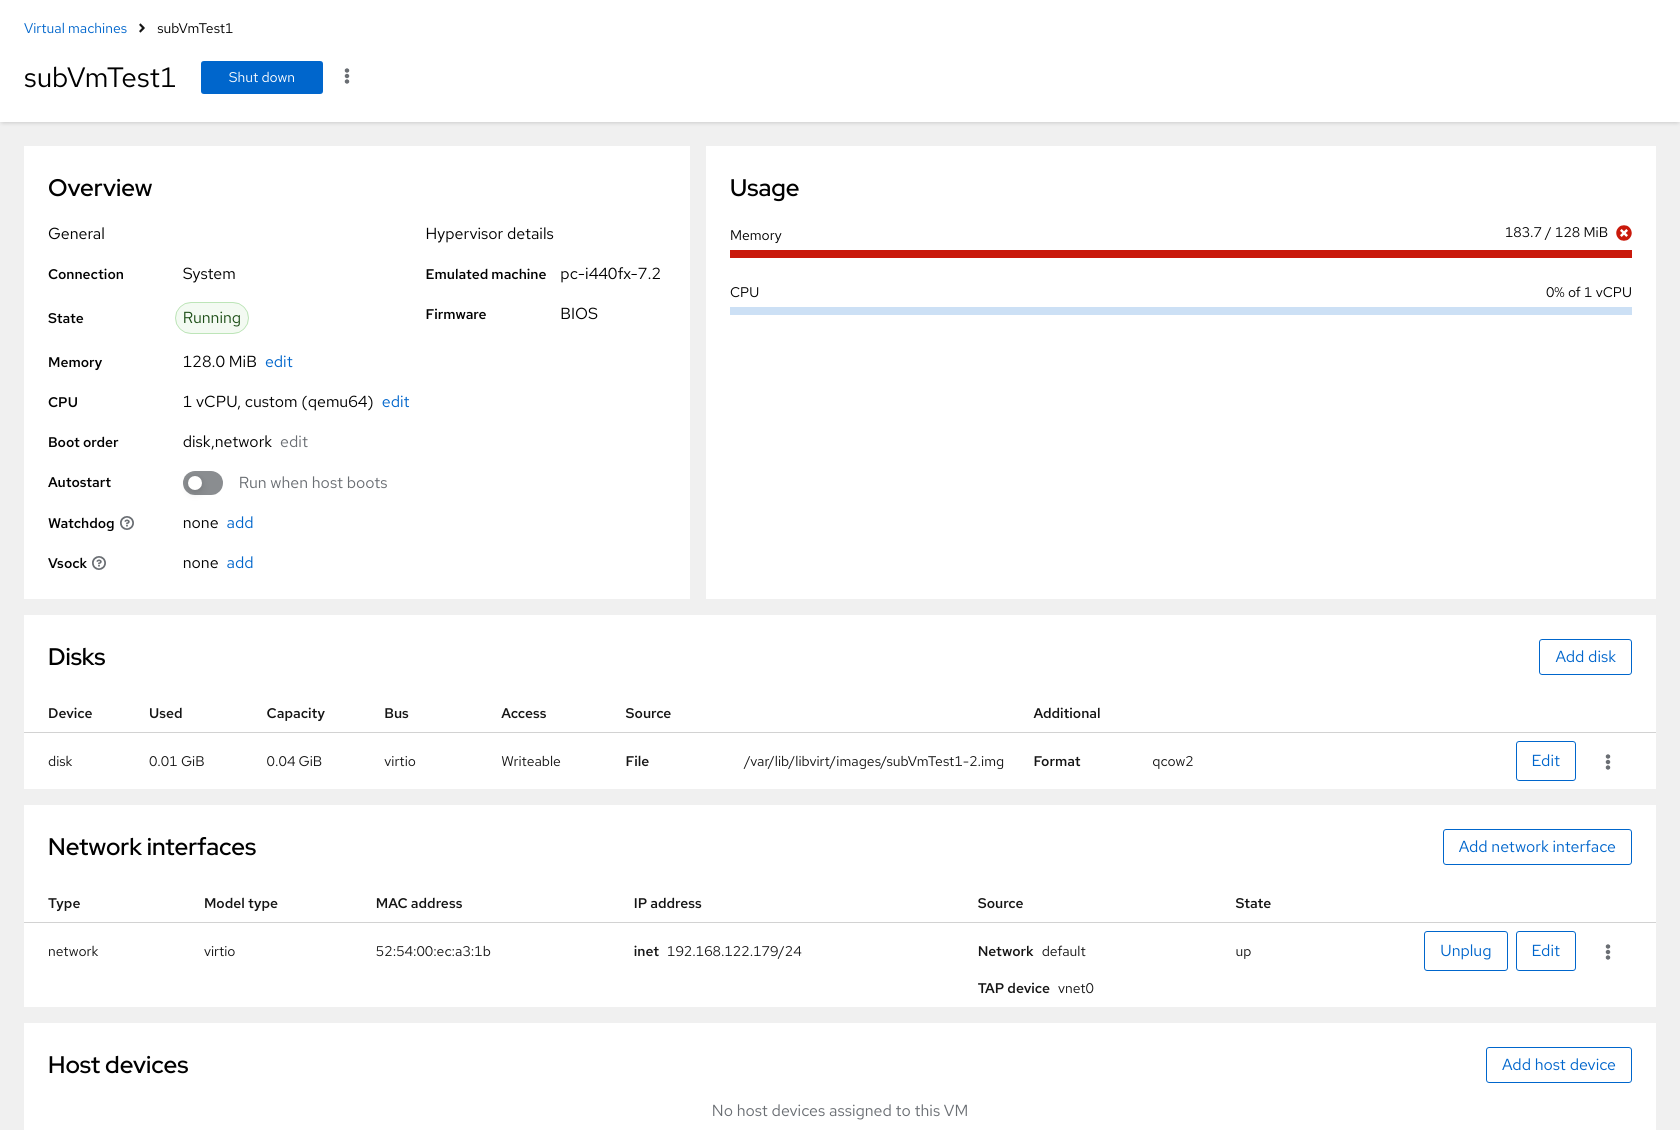 Virtual machines > subVmTest1
subVmTest1 Shut down
Overview
General
Connection System
State Running
Memory 128.0 MiB edit
CPU 1 vCPU, custom (qemu64) edit
Boot order disk,network edit
Autostart Run when host boots
Watchdog none add
Vsock none add
Hypervisor details
Emulated machine pc-i440fx-7.2
Firmware BIOS
Usage
Memory 183.7 / 128 MiB
CPU 0% of 1 vCPU
Disks Add disk
Device Used Capacity Bus Access Source Additional
disk 0.01 GiB 0.04 GiB virtio Writeable File /var/lib/libvirt/images/subVmTest1-2.img Format qcow2 Edit
Network interfaces Add network interface
Type Model type MAC address IP address Source State
network virtio 52:54:00:ec:a3:1b inet 192.168.122.179/24 Network default up Unplug Edit
TAP device vnet0
Host devices Add host device
No host devices assigned to this VM